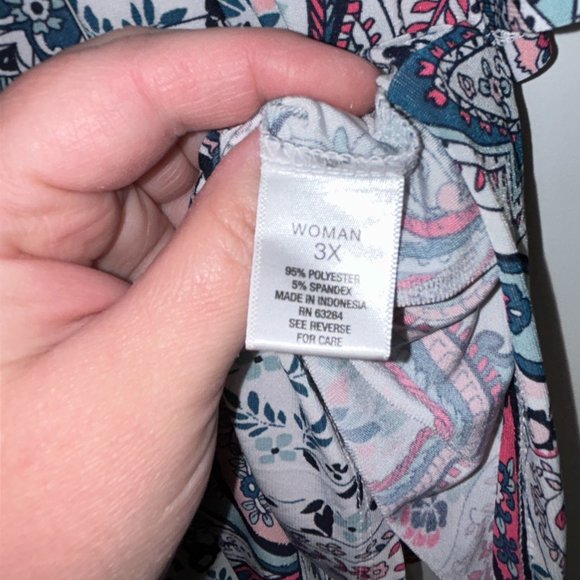 WOMAN
3X
95% POLYESTER
5% SPANDEX
MADE IN INDONESIA
RN 63284
SEE REVERSE
FOR CARE